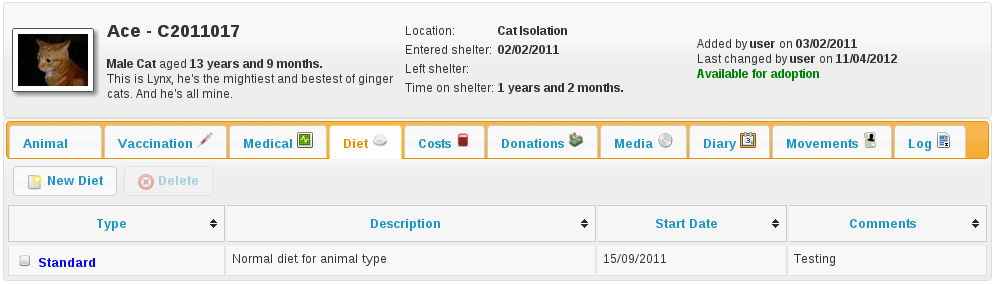 Ace - C2011017
Male Cat aged 13 years and 9 months.
This is Lynx, he's the mightiest and bestest of ginger
cats. And he's all mine.
Location: Cat Isolation
Entered shelter: 02/02/2011
Left shelter:
Time on shelter: 1 years and 2 months.
Added by user on 03/02/2011
Last changed by user on 11/04/2012
Available for adoption
Animal Vaccination Medical Diet Costs Donations Media Diary Movements Log
New Diet Delete
Type Description Start Date Comments
Standard Normal diet for animal type 15/09/2011 Testing